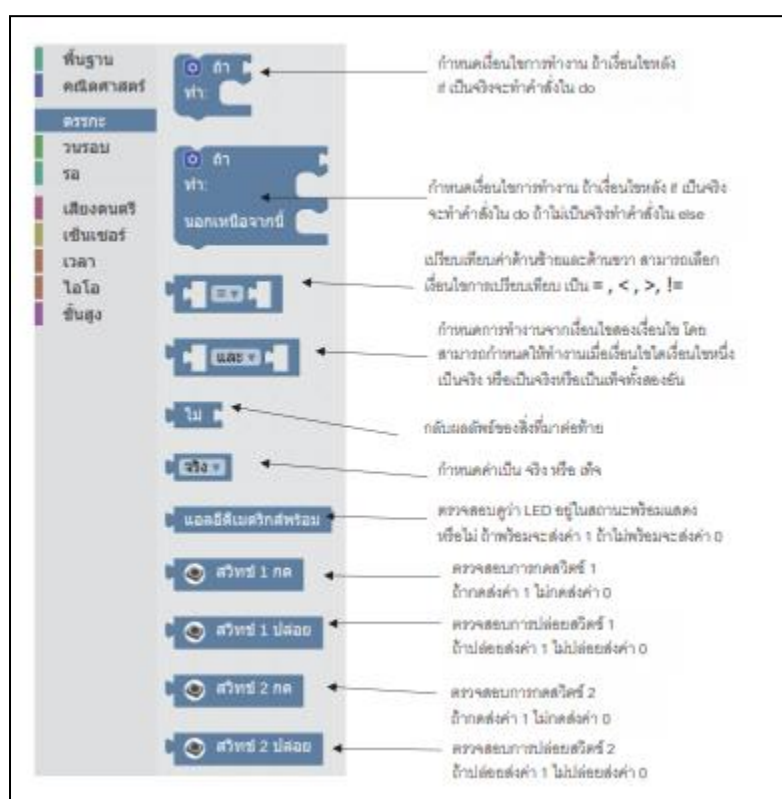 พื้นฐาน
คณิตศาสตร์
ตรรกะ
วนรอบ
รอ
เสียงดนตรี
เซ็นเซอร์
เวลา
ไอโอ
ขั้นสูง
ถ้า
ทำ:
กำหนดเงื่อนไขการทำงาน ถ้าเงื่อนไขหลัง
if เป็นจริงจะทำคำสั่งใน do
ถ้า
ทำ:
นอกเหนือจากนี้
กำหนดเงื่อนไขการทำงาน ถ้าเงื่อนไขหลัง if เป็นจริง
จะทำคำสั่งใน do ถ้าไม่เป็นจริงทำคำสั่งใน else
=
เปรียบเทียบค่าด้านซ้ายและด้านขวา สามารถเลือก
เงื่อนไขการเปรียบเทียบ เป็น = , < , >, !=
และ
กำหนดการทำงานจากเงื่อนไขสองเงื่อนไข โดย
สามารถกำหนดให้ทำงานเมื่อเงื่อนไขใดเงื่อนไขหนึ่ง
เป็นจริง หรือเป็นจริงหรือเป็นเท็จทั้งสองอัน
ไม่
กลับผลลัพธ์ของสิ่งที่มาต่อท้าย
จริง
กำหนดค่าเป็น จริง หรือ เท็จ
แอลอีดีเมตริกส์พร้อม
ตรวจสอบดูว่า LED อยู่ในสถานะพร้อมแสดง
หรือไม่ ถ้าพร้อมจะส่งค่า 1 ถ้าไม่พร้อมจะส่งค่า 0
สวิทช์ 1 กด
ตรวจสอบการกดสวิตช์ 1
ถ้ากดส่งค่า 1 ไม่กดส่งค่า 0
สวิทช์ 1 ปล่อย
ตรวจสอบการปล่อยสวิตช์ 1
ถ้าปล่อยส่งค่า 1 ไม่ปล่อยส่งค่า 0
สวิทช์ 2 กด
ตรวจสอบการกดสวิตช์ 2
ถ้ากดส่งค่า 1 ไม่กดส่งค่า 0
สวิทช์ 2 ปล่อย
ตรวจสอบการปล่อยสวิตช์ 2
ถ้าปล่อยส่งค่า 1 ไม่ปล่อยส่งค่า 0